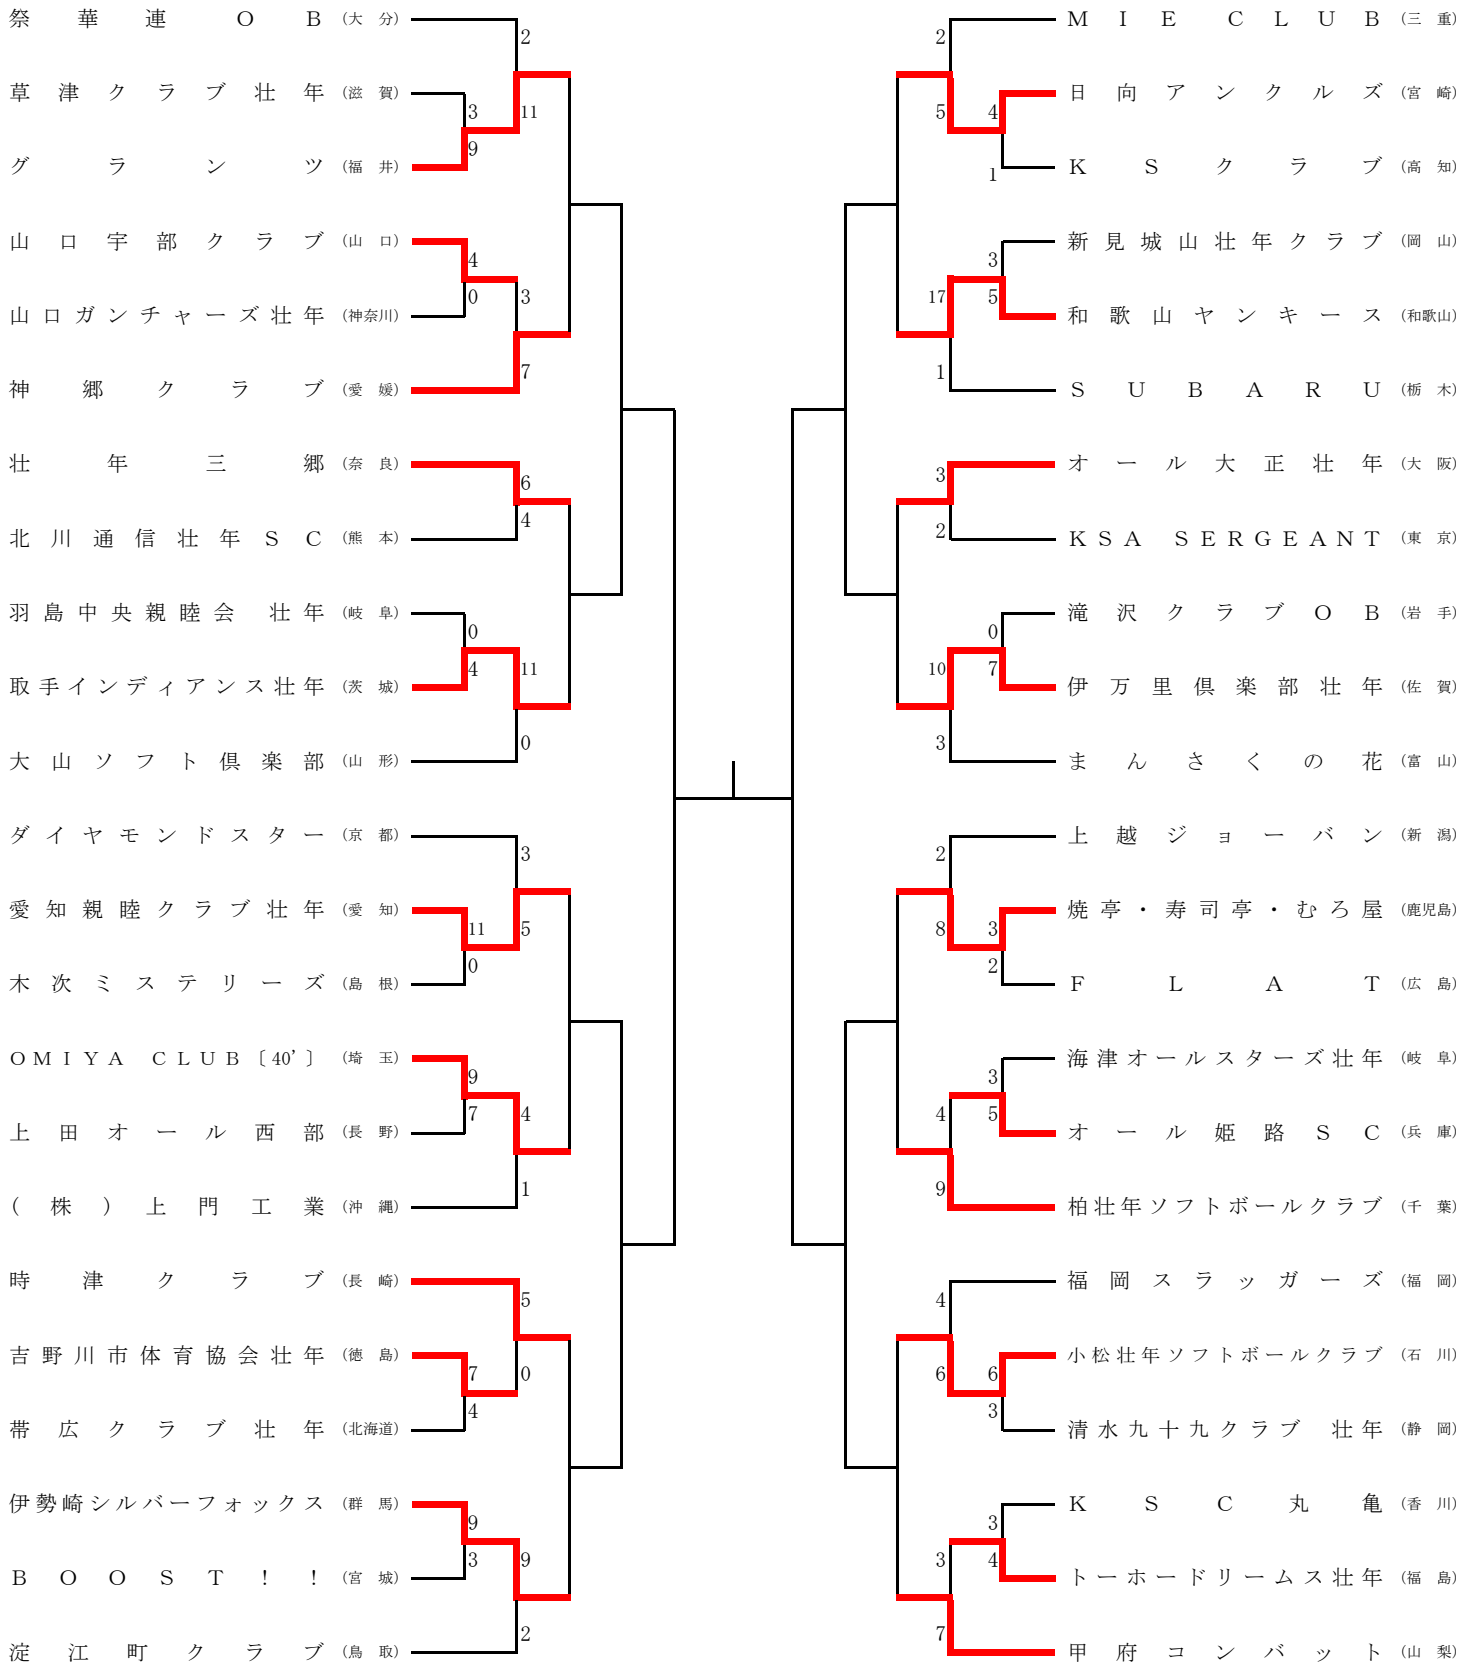 祭華連OB (大分)
2
草津クラブ壮年 (滋賀)
3
11
9
グランツ (福井)
山口宇部クラブ (山口)
4
0
3
山口ガンチャーズ壮年 (神奈川)
7
神郷クラブ (愛媛)
壮年三郷 (奈良)
6
4
北川通信壮年SC (熊本)
羽島中央親睦会 壮年 (岐阜)
0
4
11
取手インディアンス壮年 (茨城)
0
大山ソフト倶楽部 (山形)
ダイヤモンドスター (京都)
3
愛知親睦クラブ壮年 (愛知)
11
5
0
木次ミステリーズ (島根)
OMIYA CLUB〔40’〕 (埼玉)
9
7
4
上田オール西部 (長野)
1
(株)上門工業 (沖縄)
時津クラブ (長崎)
5
吉野川市体育協会壮年 (徳島)
7
0
4
帯広クラブ壮年 (北海道)
伊勢崎シルバーフォックス (群馬)
9
3
9
BOOST!! (宮城)
2
淀江町クラブ (鳥取)
MIE CLUB (三重)
2
日向アンクルズ (宮崎)
5
4
1
KSクラブ (高知)
新見城山壮年クラブ (岡山)
3
17
5
和歌山ヤンキース (和歌山)
1
SUBARU (栃木)
オール大正壮年 (大阪)
3
2
KSA SERGEANT (東京)
滝沢クラブOB (岩手)
0
10
7
伊万里倶楽部壮年 (佐賀)
3
まんさくの花 (富山)
上越ジョーバン (新潟)
2
焼亭・寿司亭・むろ屋 (鹿児島)
8
3
2
FLAT (広島)
海津オールスターズ壮年 (岐阜)
3
4
5
オール姫路SC (兵庫)
9
柏壮年ソフトボールクラブ (千葉)
福岡スラッガーズ (福岡)
4
小松壮年ソフトボールクラブ (石川)
6
6
3
清水九十九クラブ 壮年 (静岡)
KSC丸亀 (香川)
3
3
4
トーホードリームス壮年 (福島)
7
甲府コンバット (山梨)